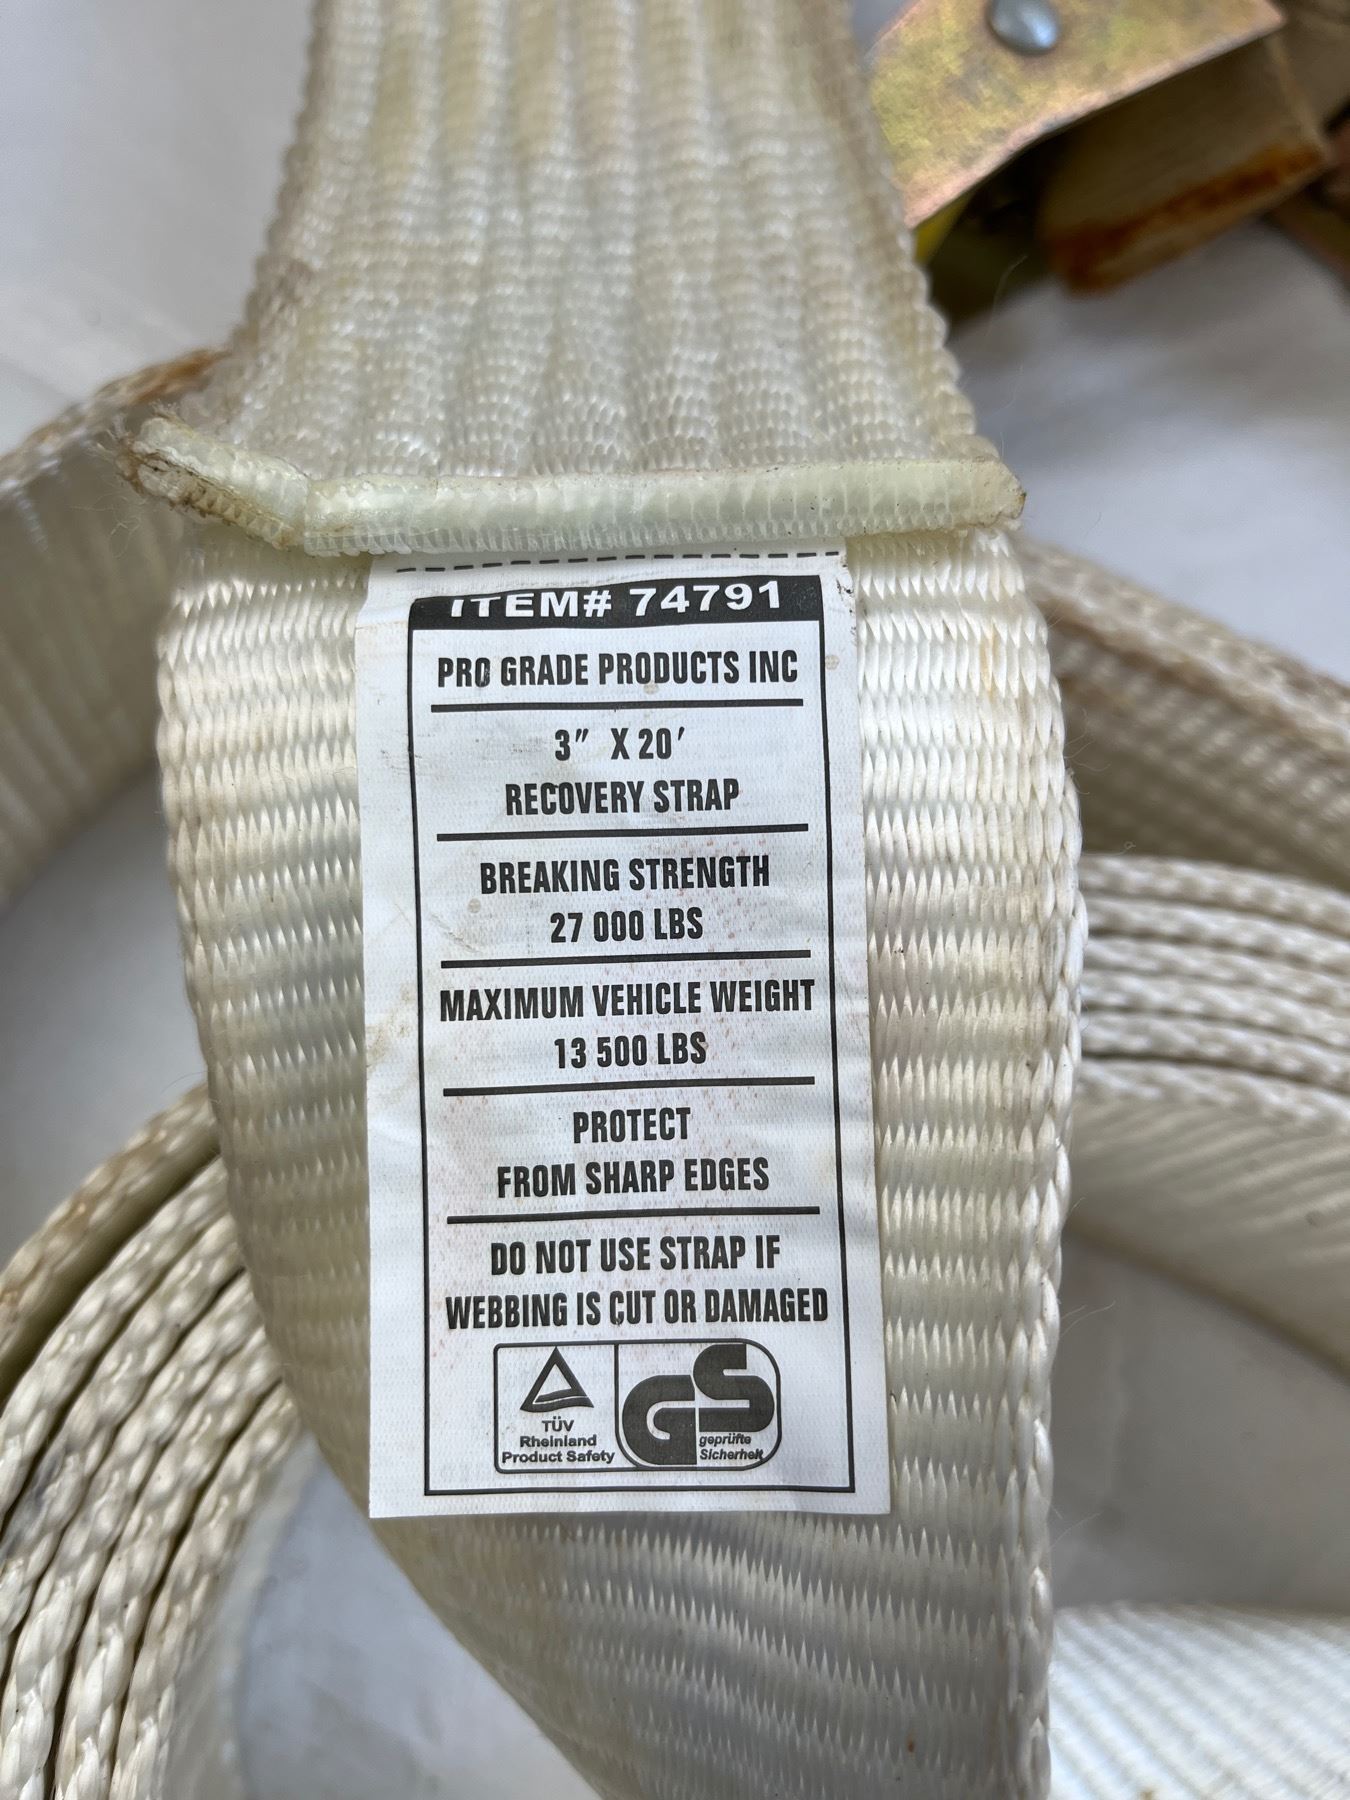 ITEM# 74791
PRO GRADE PRODUCTS INC
3" X 20'
RECOVERY STRAP
BREAKING STRENGTH
27 000 LBS
MAXIMUM VEHICLE WEIGHT
13 500 LBS
PROTECT
FROM SHARP EDGES
DO NOT USE STRAP IF
WEBBING IS CUT OR DAMAGED
TÜV
Rheinland
Product Safety
GS
geprüfte
Sicherheit